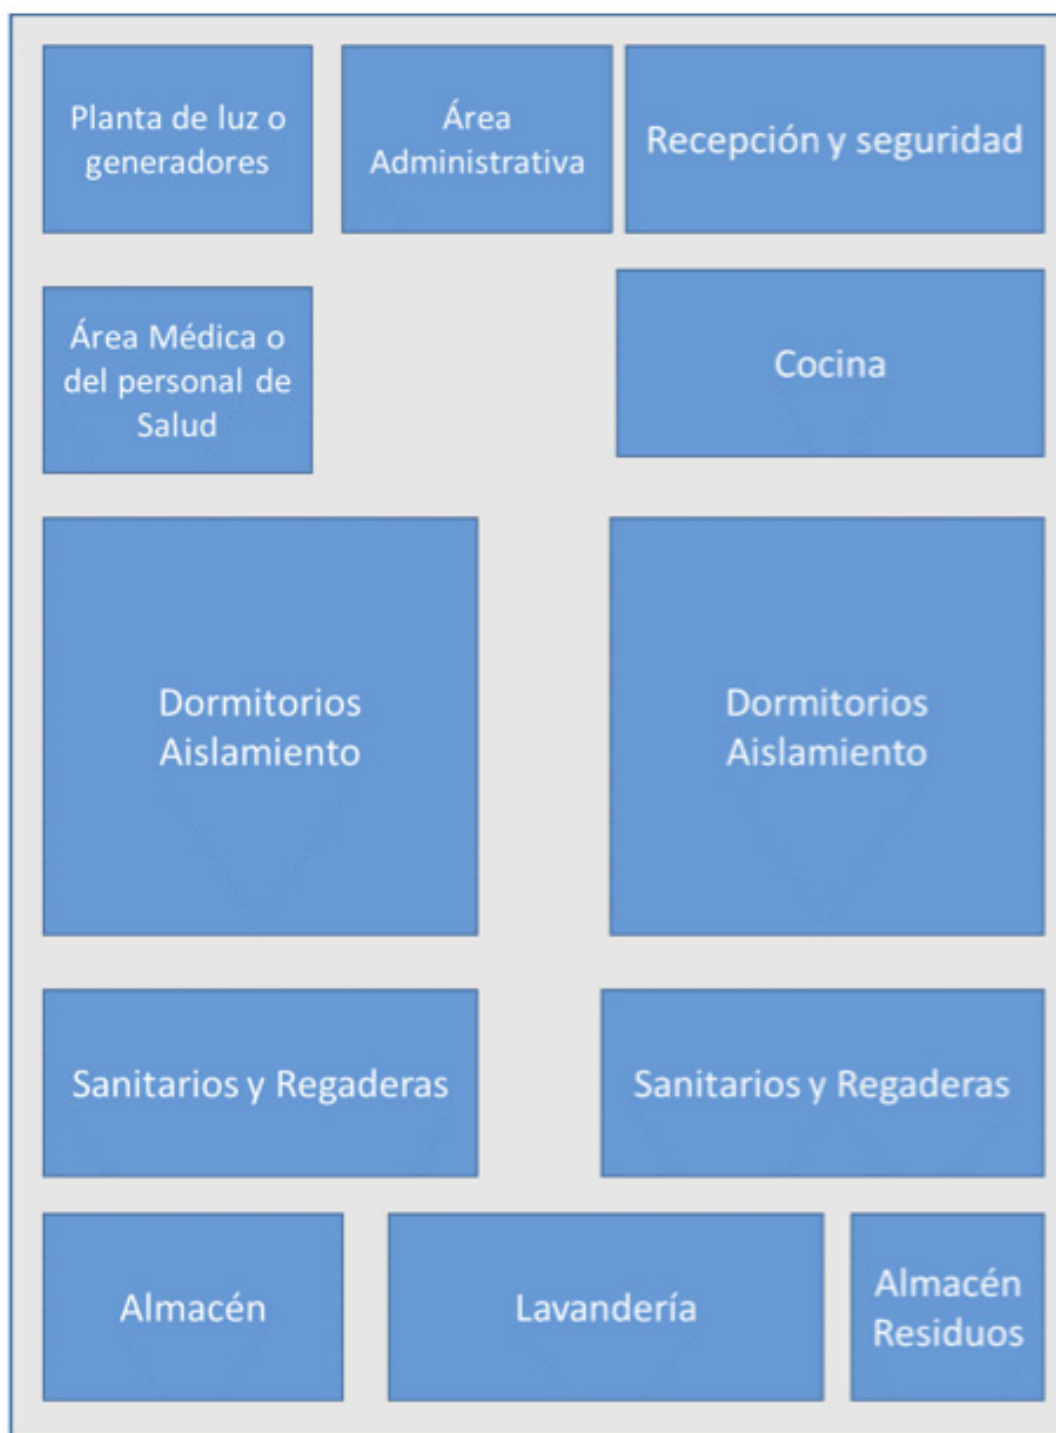 Planta de luz o
generadores
Área
Administrativa
Recepción y seguridad
Área Médica o
del personal de
Salud
Cocina
Dormitorios
Aislamiento
Dormitorios
Aislamiento
Sanitarios y Regaderas
Sanitarios y Regaderas
Almacén
Lavandería
Almacén
Residuos